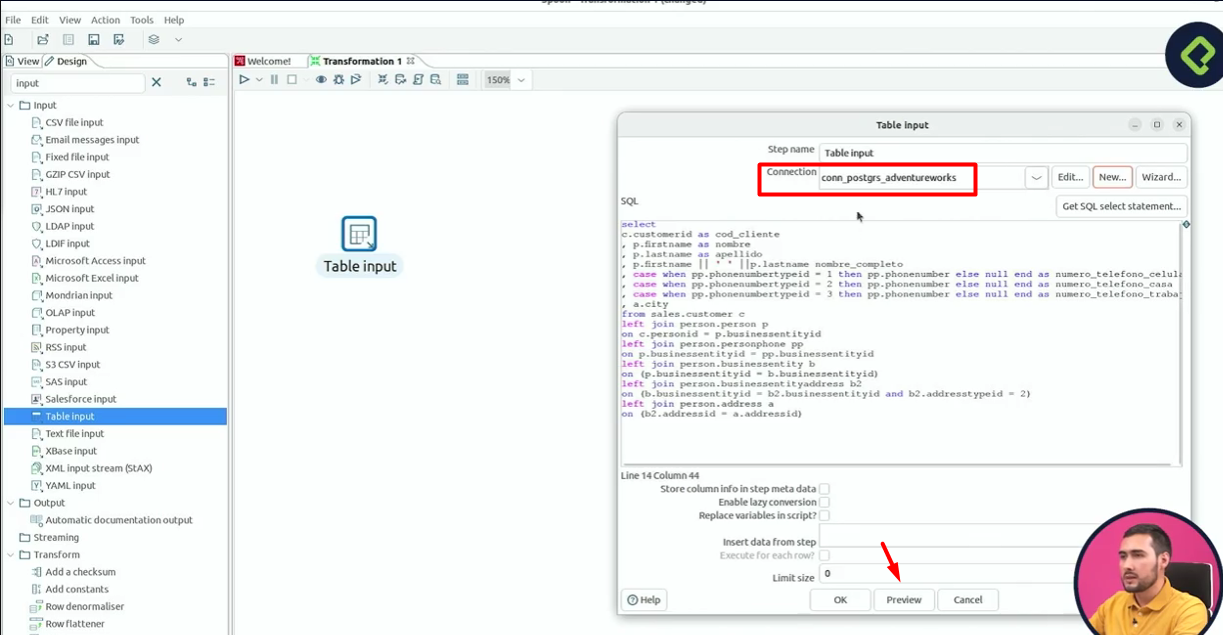 File Edit View Action Tools Help
View Design
Welcome! Transformation 1
input
150%
Input
CSV file input
Email messages input
Fixed file input
GZIP CSV input
HL7 input
JSON input
LDAP input
LDIF input
Microsoft Access input
Microsoft Excel input
Mondrian input
OLAP input
Property input
RSS input
S3 CSV input
SAS input
Salesforce input
Table input
Text file input
XBase input
XML input stream (StAX)
YAML input
Output
Automatic documentation output
Streaming
Transform
Add a checksum
Add constants
Row denormaliser
Row flattener
Table input
Table input
Step name Table input
Connection conn_postgrs_adventureworks Edit... New... Wizard...
SQL
Get SQL select statement...
select
c.customerid as cod_cliente
, p.firstname as nombre
, p.lastname as apellido
, p.firstname || ' ' ||p.lastname nombre_completo
, case when pp.phonenumbertypeid = 1 then pp.phonenumber else null end as numero_telefono_celula
, case when pp.phonenumbertypeid = 2 then pp.phonenumber else null end as numero_telefono_casa
, case when pp.phonenumbertypeid = 3 then pp.phonenumber else null end as numero_telefono_trabaj
, a.city
from sales.customer c
left join person.person p
on c.personid = p.businessentityid
left join person.personphone pp
on p.businessentityid = pp.businessentityid
left join person.businessentity b
on (p.businessentityid = b.businessentityid)
left join person.businessentityaddress b2
on (b.businessentityid = b2.businessentityid and b2.addresstypeid = 2)
left join person.address a
on (b2.addressid = a.addressid)
Line 14 Column 44
Store column info in step meta data
Enable lazy conversion
Replace variables in script?
Insert data from step
Execute for each row?
Limit size 0
Help OK Preview Cancel